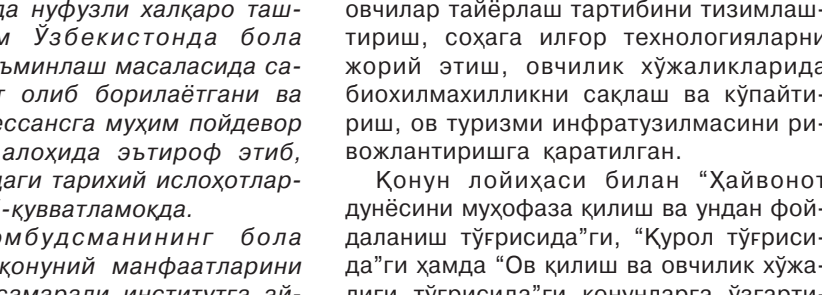 да нуфузли халқаро таш-
м Ўзбекистонда бола
ъминлаш масаласида са-
т олиб борилаётгани ва
ессансга муҳим пойдевор
алоҳида эътироф этиб,
даги тарихий ислоҳотлар-
-қувватламоқда.
омбудсманининг бола
қонуний манфаатларини
самарали институтга ай-
овчилар тайёрлаш тартибини тизимлаш-
тириш, соҳага илғор технологияларни
жорий этиш, овчилик хўжаликларида
биохилмахилликни сақлаш ва кўпайти-
риш, ов туризми инфратузилмасини ри-
вожлантиришга қаратилган.
Қонун лойиҳаси билан “Ҳайвонот
дунёсини муҳофаза қилиш ва ундан фой-
даланиш тўғрисида”ги, “Қурол тўғриси-
да”ги ҳамда “Ов қилиш ва овчилик хўжа-
лиги тўғрисида”ги қонунларга ўзгарти-